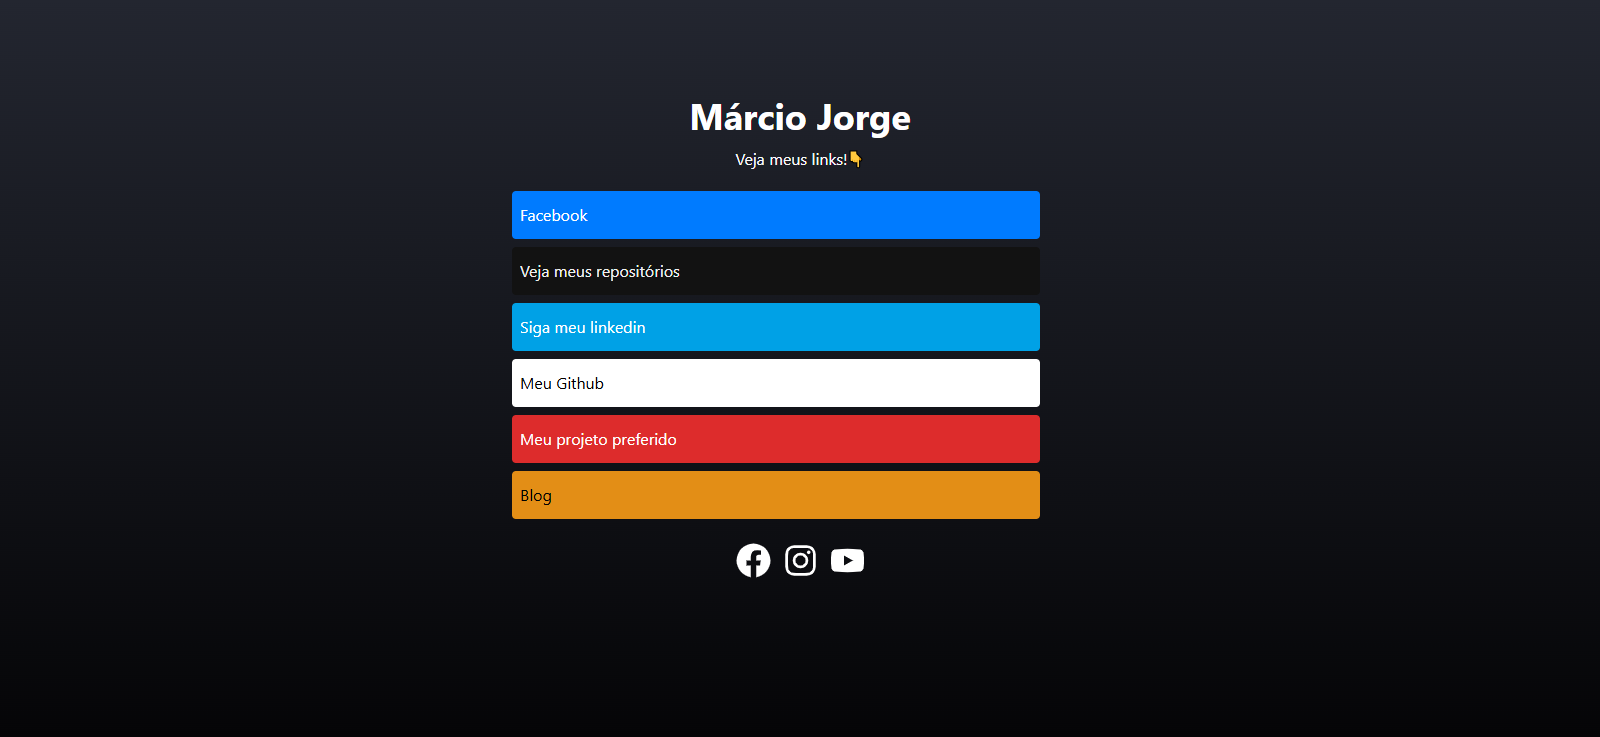 Márcio Jorge
Veja meus links!👇
Facebook
Veja meus repositórios
Siga meu linkedin
Meu Github
Meu projeto preferido
Blog